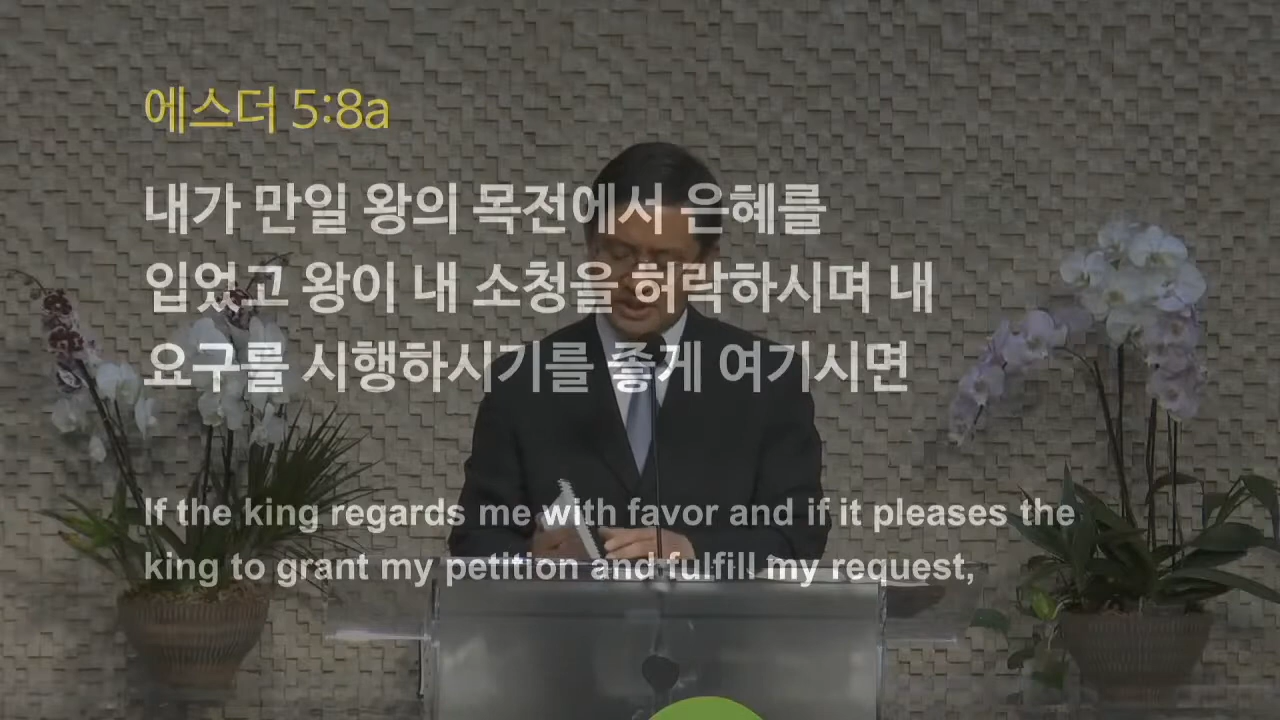 에스더 5:8a
내가 만일 왕의 목전에서 은혜를
입었고 왕이 내 소청을 허락하시며 내
요구를 시행하시기를 좋게 여기시면
If the king regards me with favor and if it pleases the
king to grant my petition and fulfill my request,